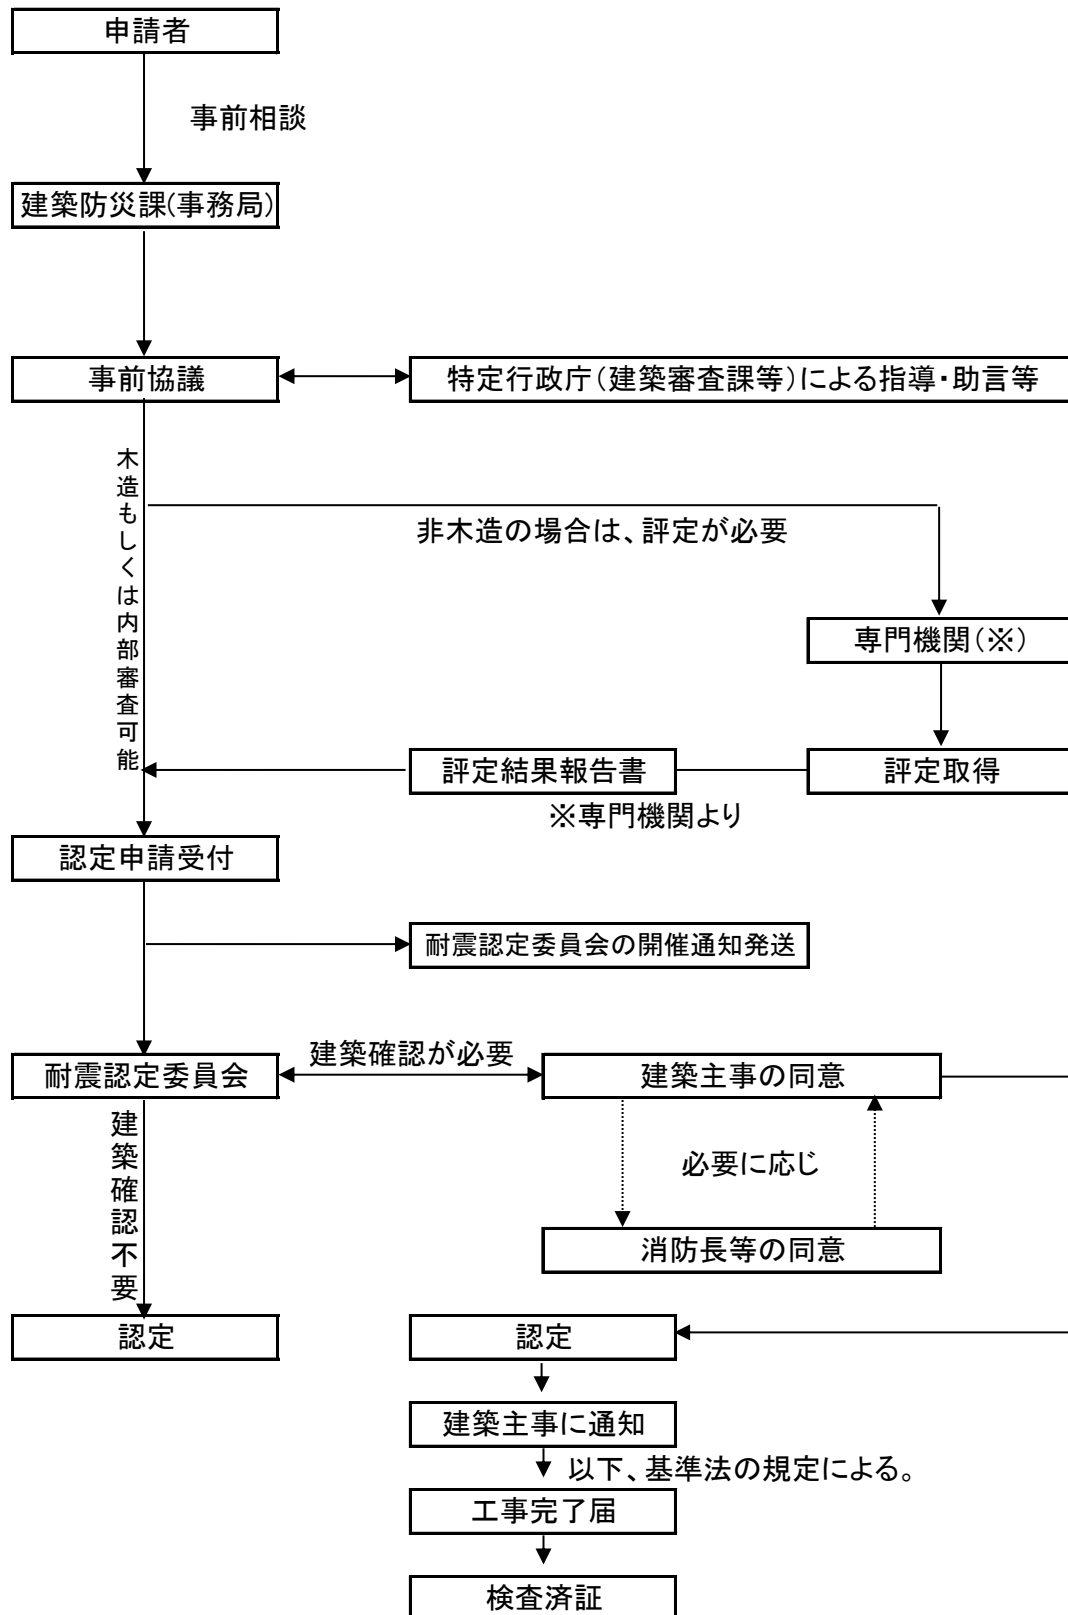 申請者
事前相談
建築防災課(事務局)
事前協議
特定行政庁(建築審査課等)による指導・助言等
木造もしくは内部審査可能
非木造の場合は、評定が必要
専門機関(※)
評定結果報告書
評定取得
※専門機関より
認定申請受付
耐震認定委員会の開催通知発送
耐震認定委員会
建築確認が必要
建築主事の同意
建築確認不要
必要に応じ
消防長等の同意
認定
認定
建築主事に通知
以下、基準法の規定による。
工事完了届
検査済証